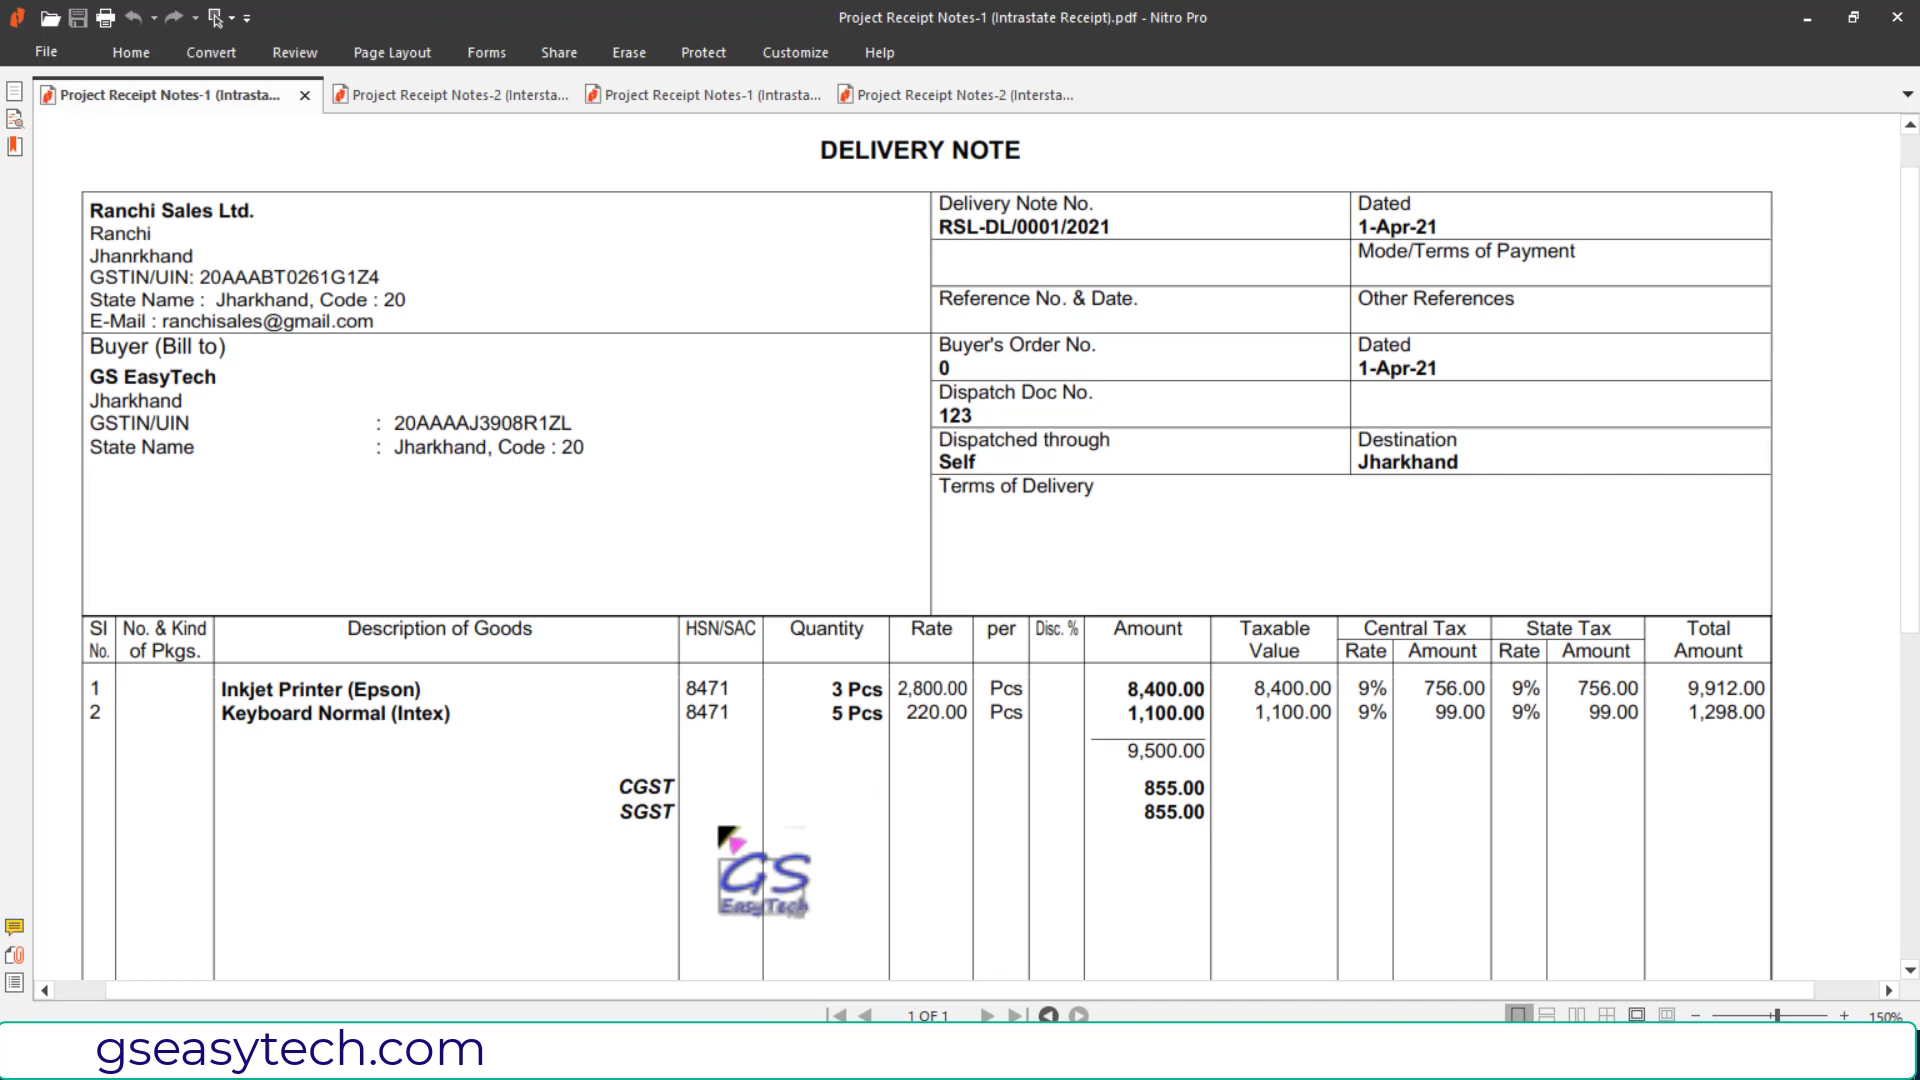 Project Receipt Notes-1 (Intrastate Receipt).pdf - Nitro Pro
File Home Convert Review Page Layout Forms Share Erase Protect Customize Help
Project Receipt Notes-1 (Intrasta... Project Receipt Notes-2 (Intersta... Project Receipt Notes-1 (Intrasta... Project Receipt Notes-2 (Intersta...
DELIVERY NOTE
Ranchi Sales Ltd.
Ranchi
Jhanrkhand
GSTIN/UIN: 20AAABT0261G1Z4
State Name : Jharkhand, Code : 20
E-Mail : ranchisales@gmail.com
Buyer (Bill to)
GS EasyTech
Jharkhand
GSTIN/UIN : 20AAAAJ3908R1ZL
State Name : Jharkhand, Code : 20
Delivery Note No.
RSL-DL/0001/2021
Dated
1-Apr-21
Mode/Terms of Payment
Reference No. & Date.
Other References
Buyer's Order No.
0
Dated
1-Apr-21
Dispatch Doc No.
123
Dispatched through
Self
Destination
Jharkhand
Terms of Delivery
SI No. No. & Kind of Pkgs. Description of Goods HSN/SAC Quantity Rate per Disc. % Amount Taxable Value Central Tax Rate Amount State Tax Rate Amount Total Amount
1 Inkjet Printer (Epson) 8471 3 Pcs 2,800.00 Pcs 8,400.00 8,400.00 9% 756.00 9% 756.00 9,912.00
2 Keyboard Normal (Intex) 8471 5 Pcs 220.00 Pcs 1,100.00 1,100.00 9% 99.00 9% 99.00 1,298.00
9,500.00
CGST 855.00
SGST 855.00
GS
EasyTech
1 OF 1
150%
gseasytech.com